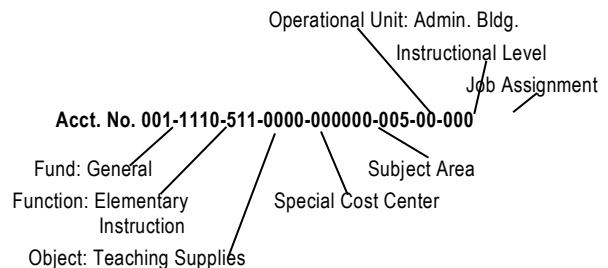 Operational Unit: Admin. Bldg.
Instructional Level
Job Assignment
Acct. No. 001-1110-511-0000-000000-005-00-000
Fund: General
Subject Area
Function: Elementary
Special Cost Center
Instruction
Object: Teaching Supplies